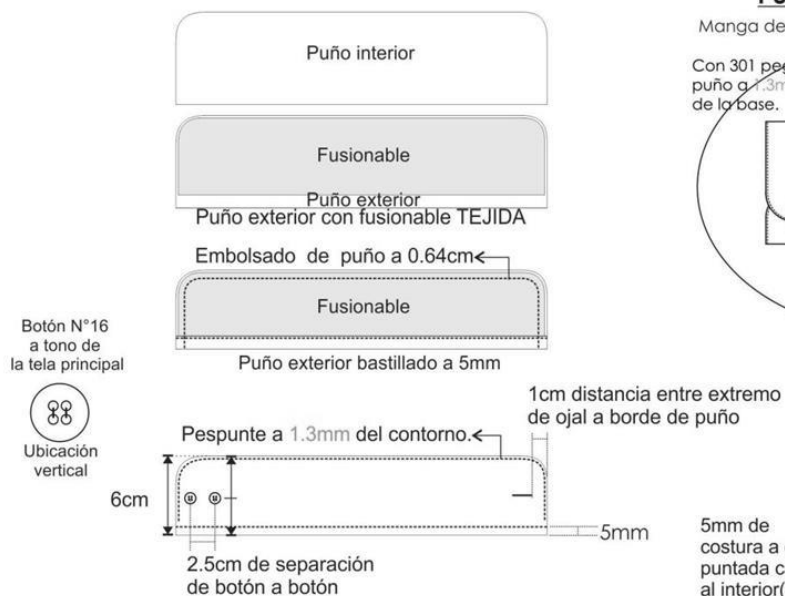 Puño interior
Manga de
Con 301
puño a 1.3m
de la base.
Fusionable
Puño exterior
Puño exterior con fusionable TEJIDA
Embolsado de puño a 0.64cm
Fusionable
Puño exterior bastillado a 5mm
Botón N°16
a tono de
la tela principal
Ubicación
vertical
1cm distancia entre extremo
de ojal a borde de puño
Pespunte a 1.3mm del contorno.
6cm
5mm
2.5cm de separación
de botón a botón
5mm de
costura a
puntada
al interior(